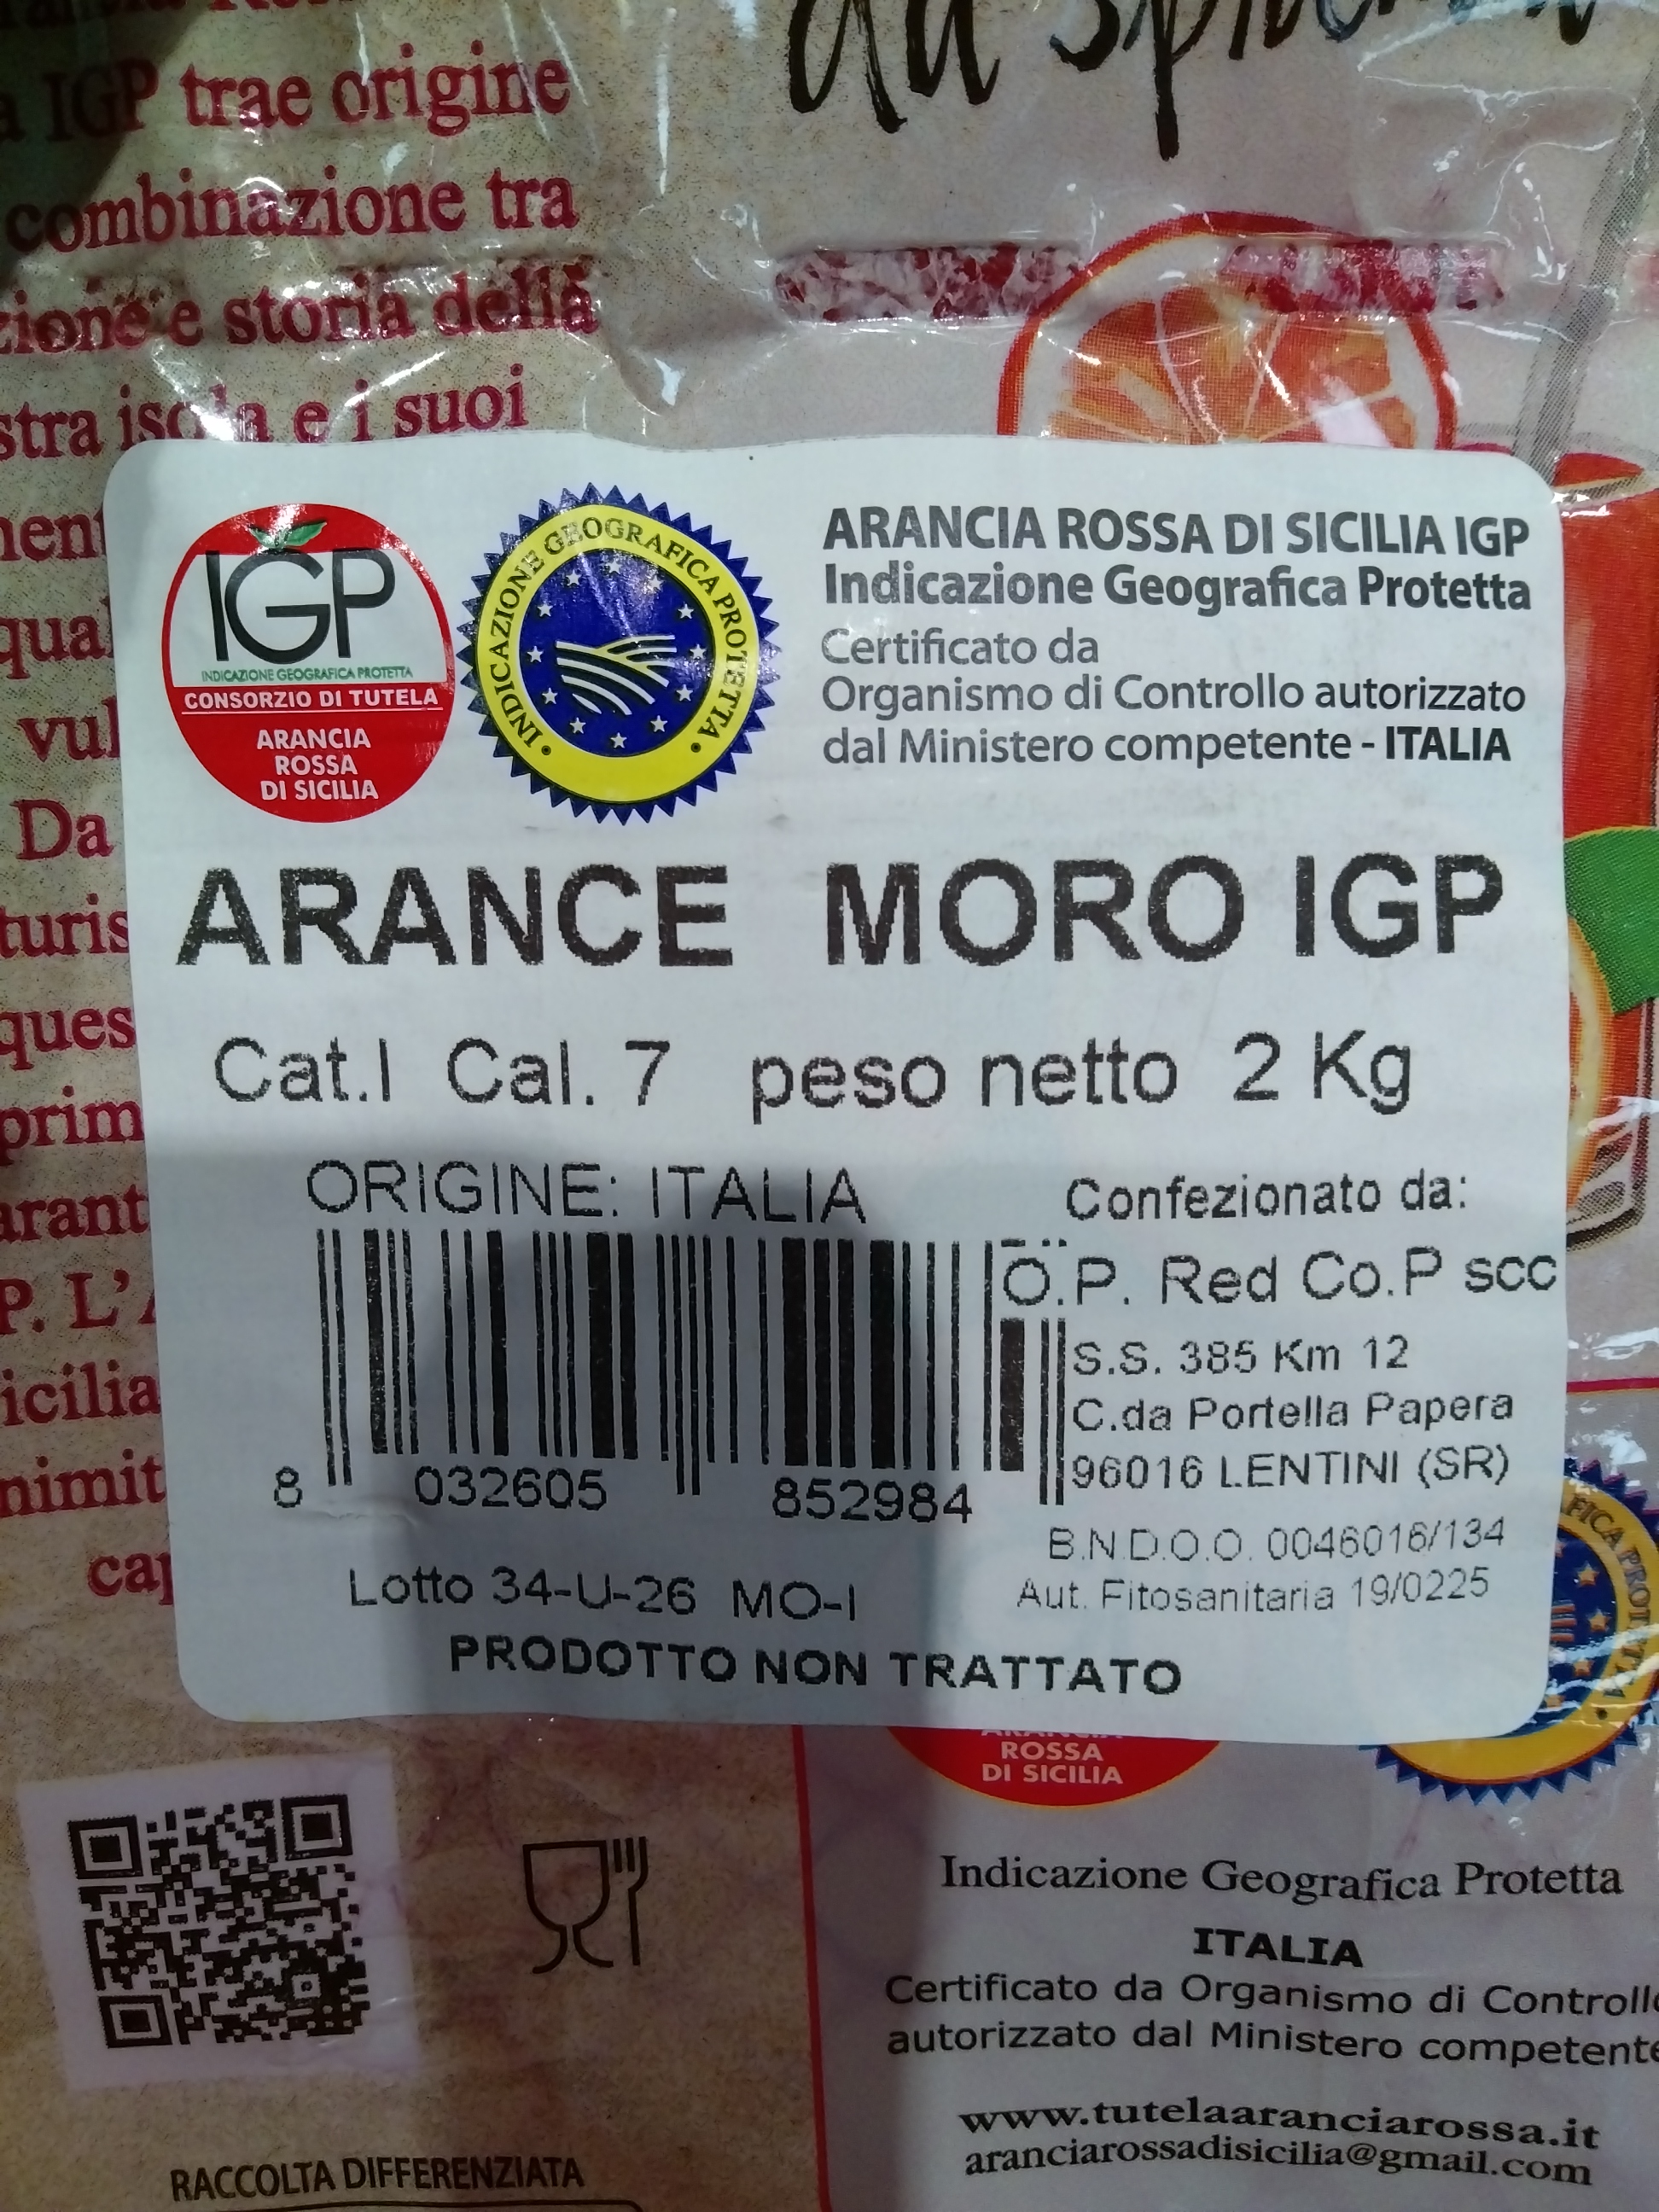 da
a IGP trae origine
combinazione tra
zione e storia della
stra isola e i suoi
Da
P. L'
IGP
INDICAZIONE GEOGRAFICA PROTETTA
CONSORZIO DI TUTELA
ARANCIA
ROSSA
DI SICILIA
INDICAZIONE GEOGRAFICA PROTETTA
ARANCIA ROSSA DI SICILIA IGP
Indicazione Geografica Protetta
Certificato da
Organismo di Controllo autorizzato
dal Ministero competente - ITALIA
ARANCE MORO IGP
Cat.I Cal. 7 peso netto 2 Kg
ORIGINE: ITALIA
Confezionato da:
O.P. Red Co.P scc
S.S. 385 Km 12
C.da Portella Papera
96016 LENTINI (SR)
8 032605 852984
B.N.D.O.O. 0046016/134
Lotto 34-U-26 MO-I
Aut. Fitosanitaria 19/0225
PRODOTTO NON TRATTATO
ROSSA
DI SICILIA
Indicazione Geografica Protetta
ITALIA
Certificato da Organismo di Controllo
autorizzato dal Ministero competente
www.tutelaaranciarossa.it
aranciarossadisicilia@gmail.com
RACCOLTA DIFFERENZIATA